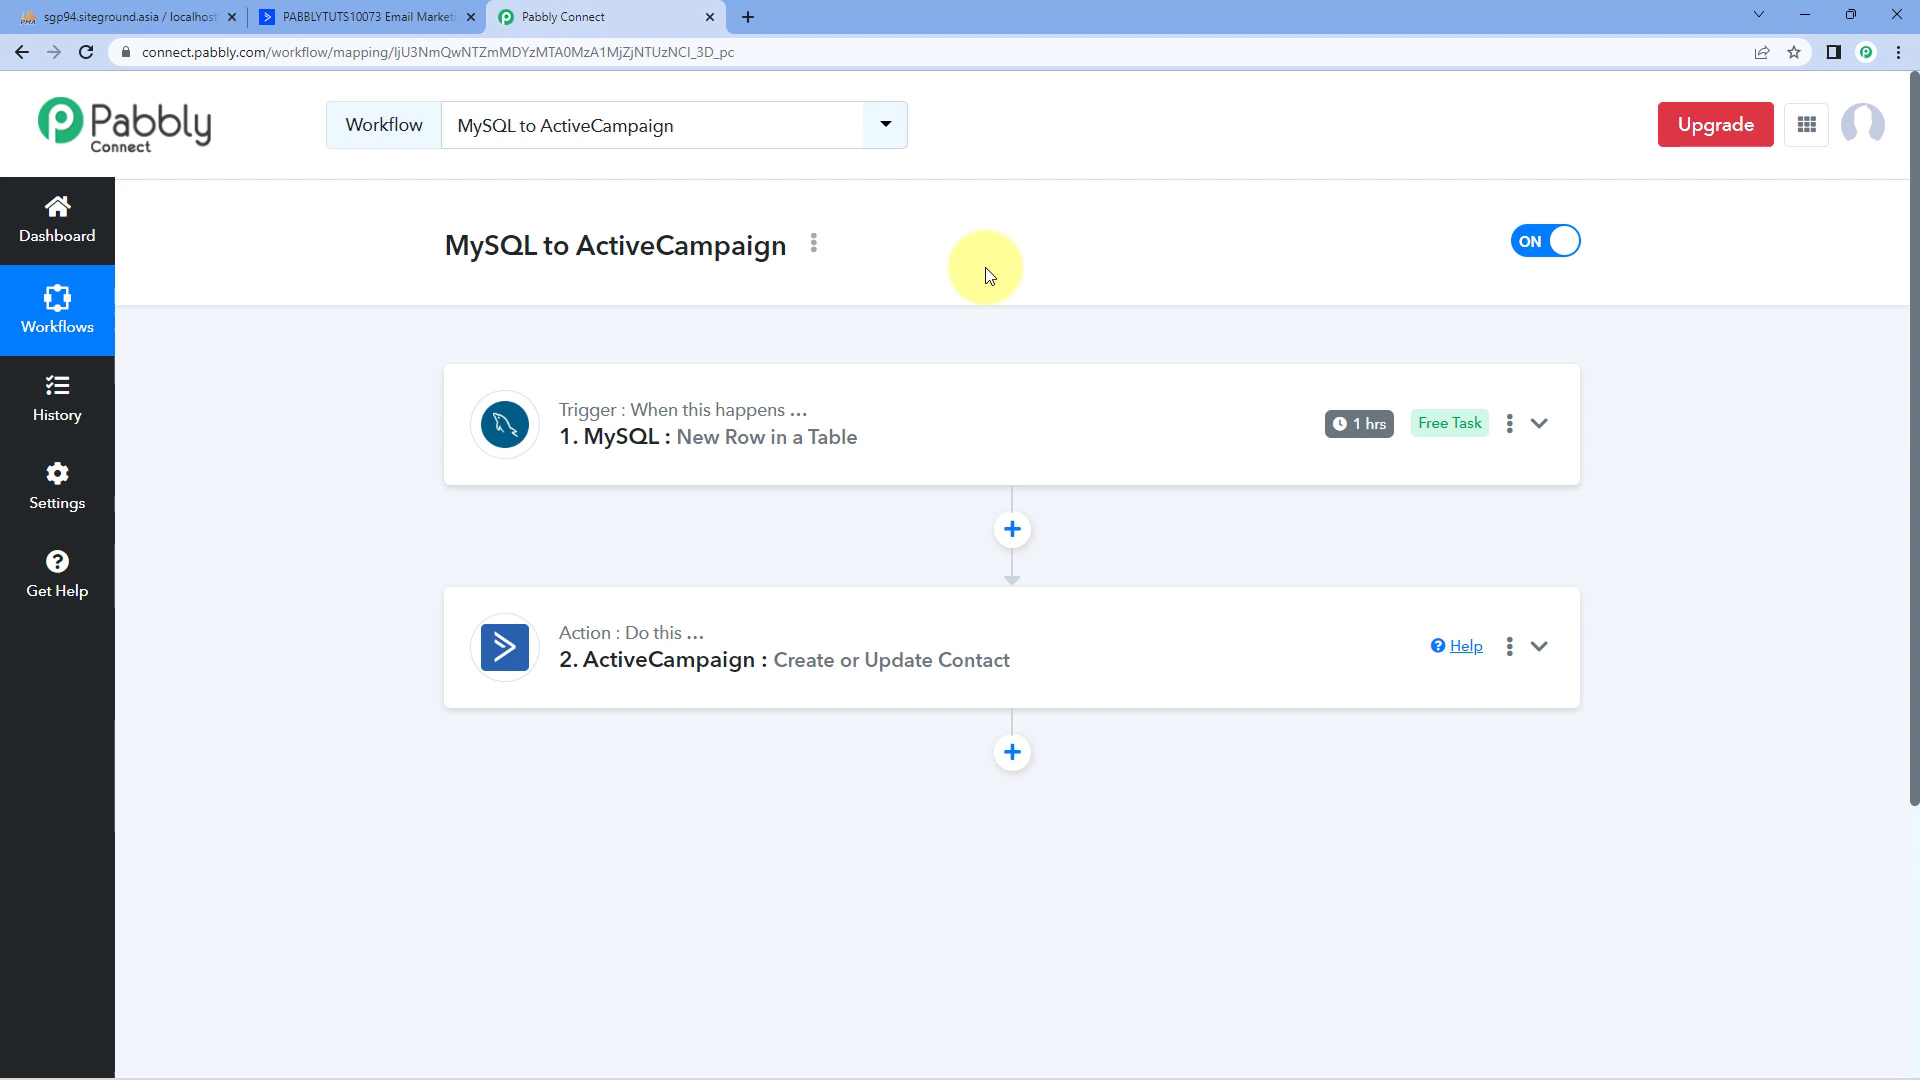 sgp94.siteground.asia / localhost
PABBLYTUTS10073 Email Marketi
Pabbly Connect
connect.pabbly.com/workflow/mapping/IjU3NmQwNTZmMDYzMTA0MzA1MjZjNTUzNCI_3D_pc
Pabbly
Connect
Workflow
MySQL to ActiveCampaign
Upgrade
Dashboard
Workflows
History
Settings
Get Help
MySQL to ActiveCampaign
ON
Trigger : When this happens ...
1. MySQL : New Row in a Table
1 hrs
Free Task
Action : Do this ...
2. ActiveCampaign : Create or Update Contact
Help